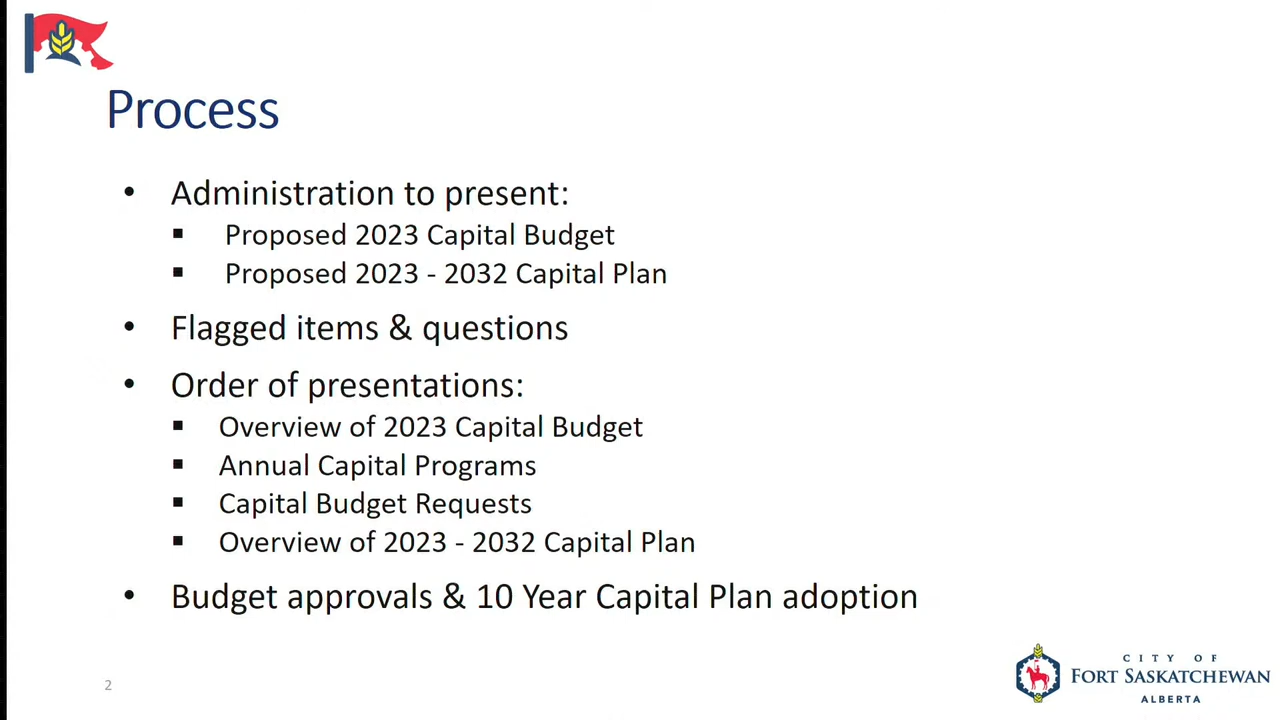 Process
• Administration to present:
▪ Proposed 2023 Capital Budget
▪ Proposed 2023 - 2032 Capital Plan
• Flagged items & questions
• Order of presentations:
▪ Overview of 2023 Capital Budget
▪ Annual Capital Programs
▪ Capital Budget Requests
▪ Overview of 2023 - 2032 Capital Plan
• Budget approvals & 10 Year Capital Plan adoption
2
CITY OF
FORT SASKATCHEWAN
ALBERTA